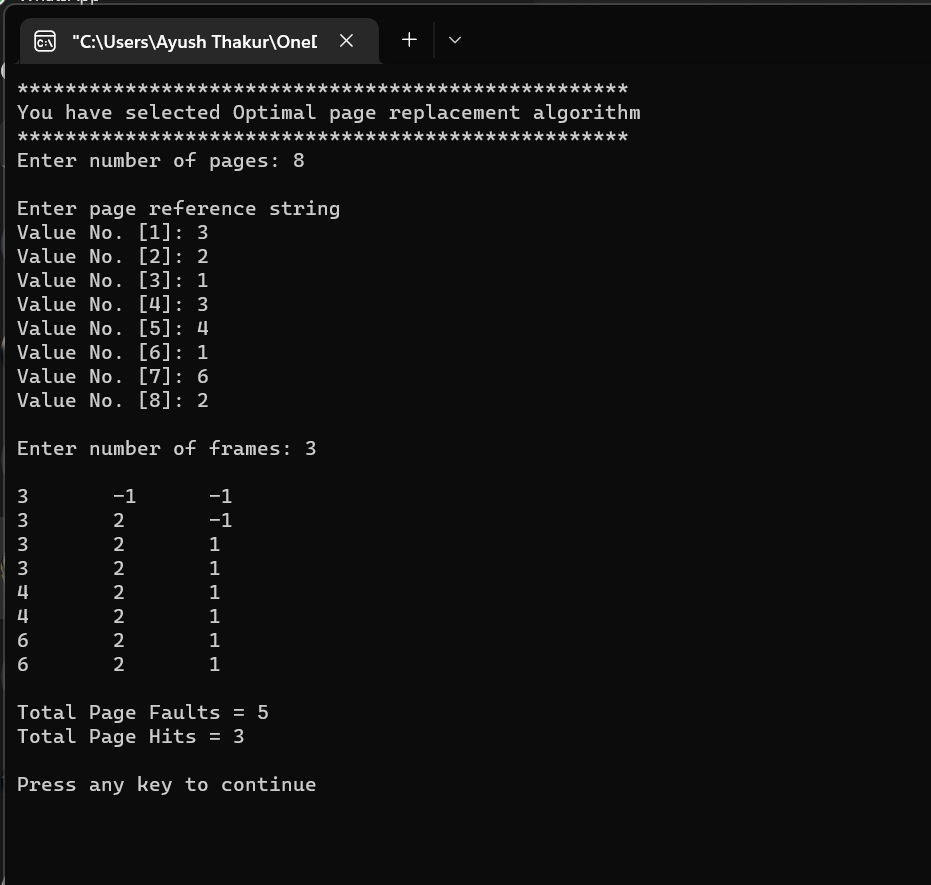 "C:\Users\Ayush Thakur\OneD
***************************************************
You have selected Optimal page replacement algorithm
***************************************************
Enter number of pages: 8
Enter page reference string
Value No. [1]: 3
Value No. [2]: 2
Value No. [3]: 1
Value No. [4]: 3
Value No. [5]: 4
Value No. [6]: 1
Value No. [7]: 6
Value No. [8]: 2
Enter number of frames: 3
3 -1 -1
3 2 -1
3 2 1
3 2 1
4 2 1
4 2 1
6 2 1
6 2 1
Total Page Faults = 5
Total Page Hits = 3
Press any key to continue